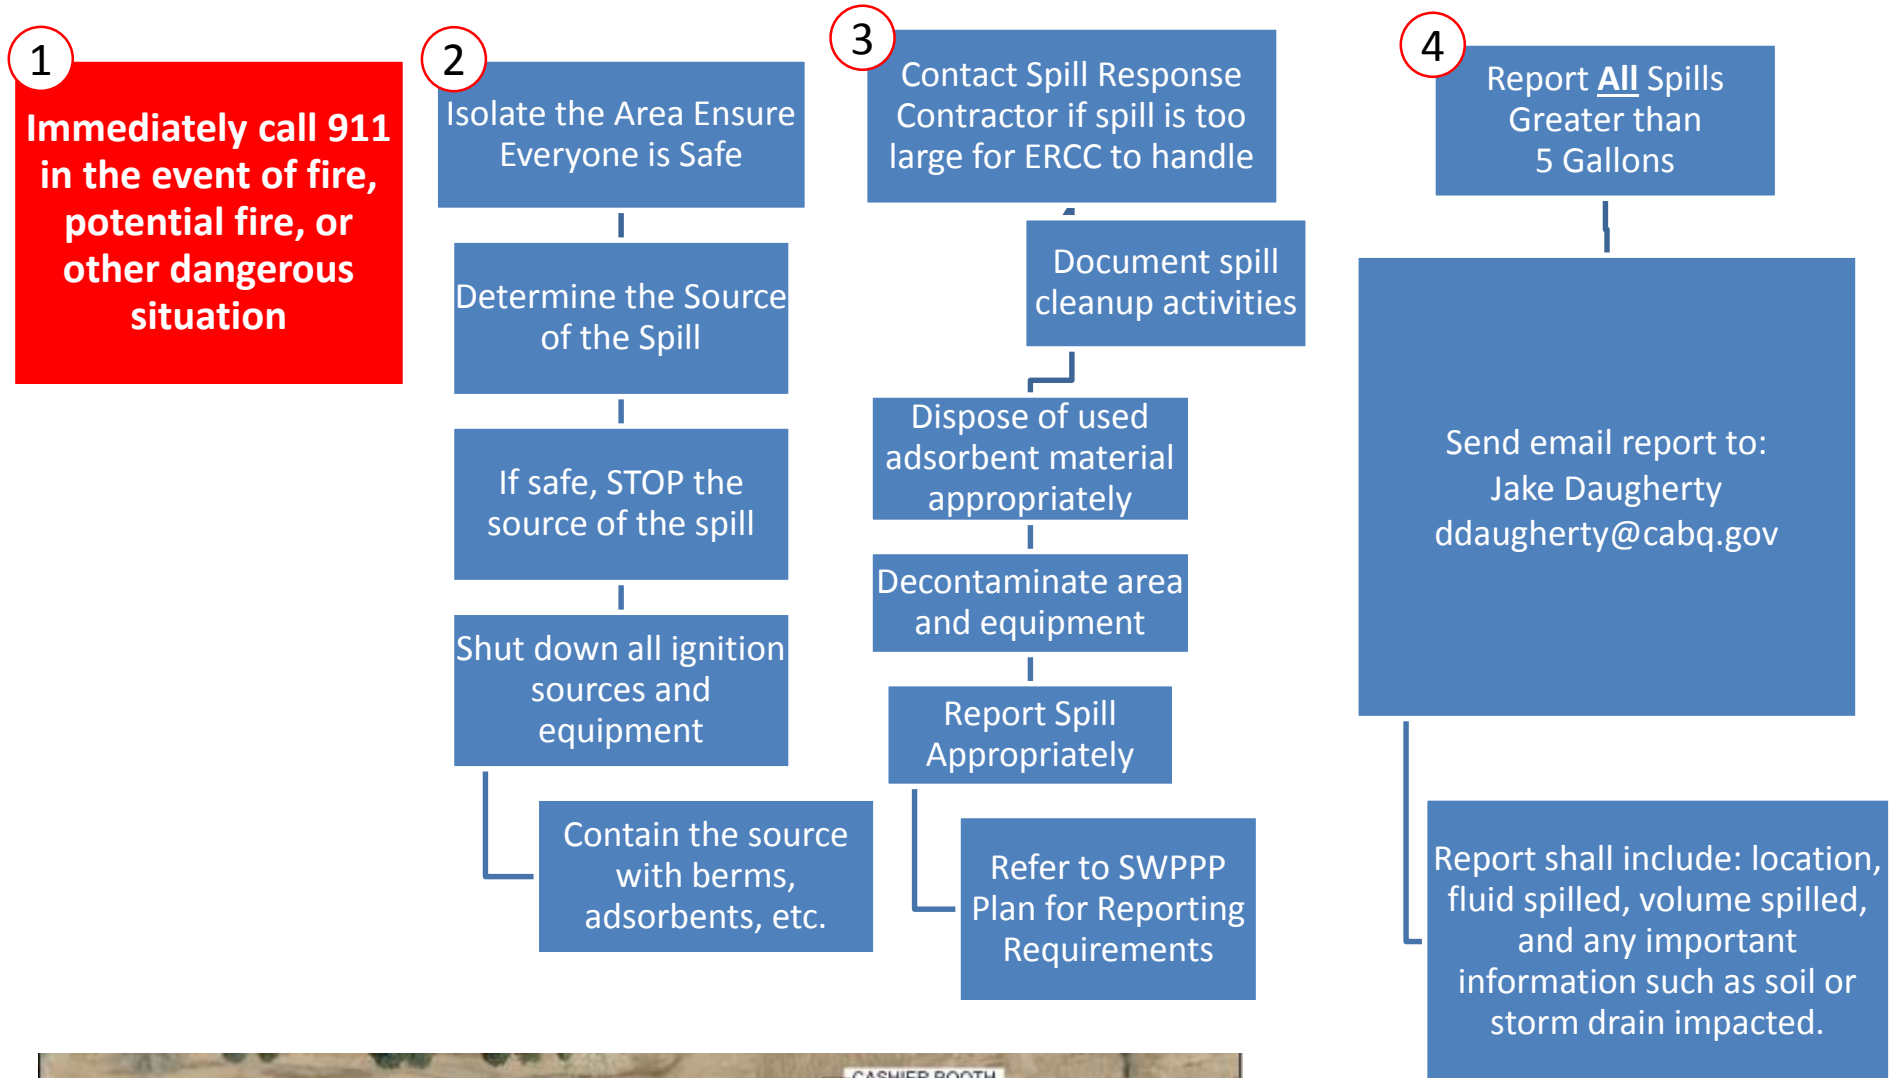 1
Immediately call 911
in the event of fire,
potential fire, or
other dangerous
situation
2
Isolate the Area Ensure
Everyone is Safe
Determine the Source
of the Spill
If safe, STOP the
source of the spill
Shut down all ignition
sources and
equipment
Contain the source
with berms,
adsorbents, etc.
3
Contact Spill Response
Contractor if spill is too
large for ERCC to handle
Document spill
cleanup activities
Dispose of used
adsorbent material
appropriately
Decontaminate area
and equipment
Report Spill
Appropriately
Refer to SWPPP
Plan for Reporting
Requirements
4
Report All Spills
Greater than
5 Gallons
Send email report to:
Jake Daugherty
ddaugherty@cabq.gov
Report shall include: location,
fluid spilled, volume spilled,
and any important
information such as soil or
storm drain impacted.
CASHIER BOOTH